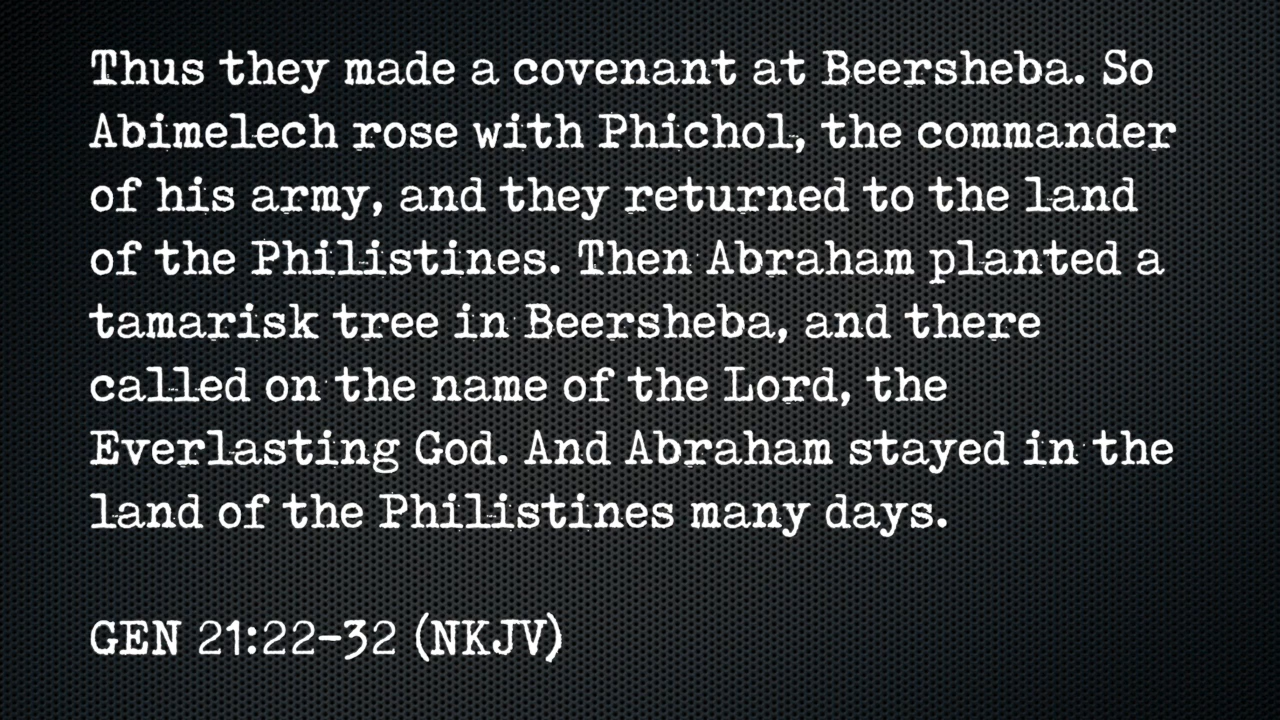 Thus they made a covenant at Beersheba. So
Abimelech rose with Phichol, the commander
of his army, and they returned to the land
of the Philistines. Then Abraham planted a
tamarisk tree in Beersheba, and there
called on the name of the Lord, the
Everlasting God. And Abraham stayed in the
land of the Philistines many days.
GEN 21:22-32 (NKJV)